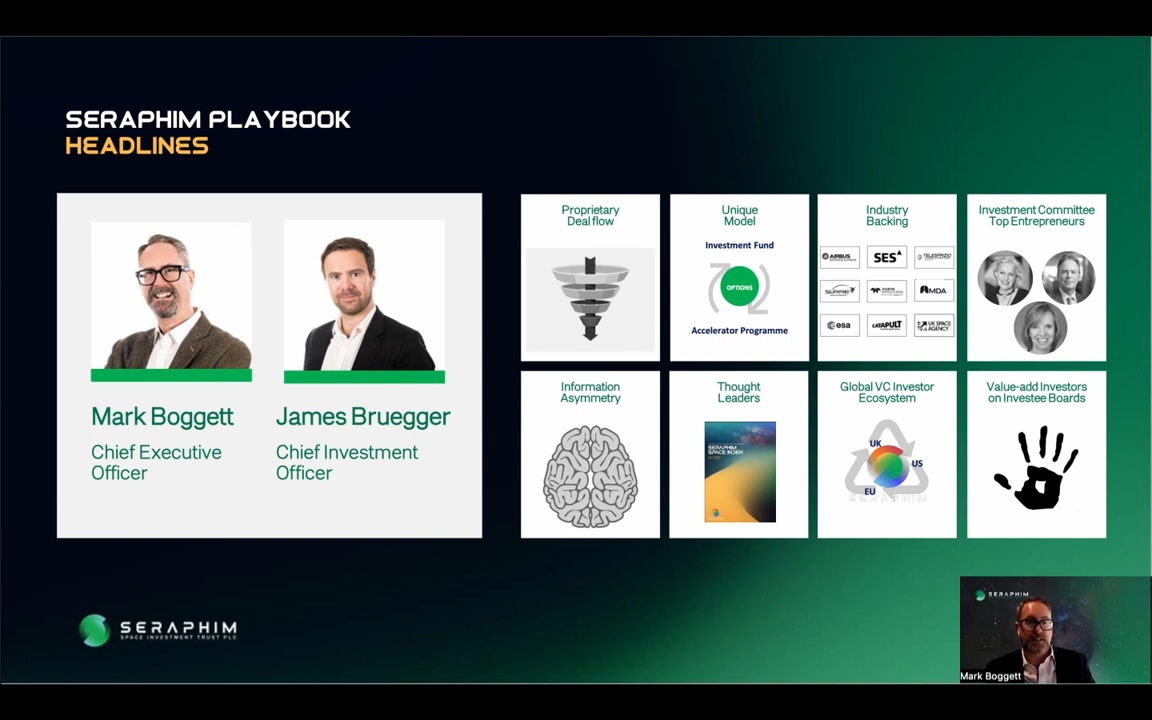 SERAPHIM PLAYBOOK
HEADLINES
Mark Boggett
Chief Executive
Officer
James Bruegger
Chief Investment
Officer
Proprietary
Deal flow
Unique
Model
Investment Fund
OPTIONS
Accelerator Programme
Industry
Backing
AIRBUS
SES
TELESPAZIO
SURREY
TELEDYNE
MDA
esa
CATAPULT
UK SPACE
AGENCY
Investment Committee
Top Entrepreneurs
Information
Asymmetry
Thought
Leaders
SERAPHIM
SPACE INDEX
Global VC Investor
Ecosystem
UK
US
EU
SERAPHIM
Value-add Investors
on Investee Boards
SERAPHIM
SPACE INVESTMENT TRUST PLC
SERAPHIM
Mark Boggett